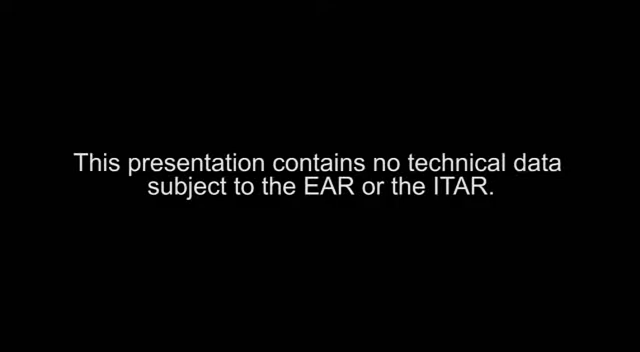 This presentation contains no technical data
subject to the EAR or the ITAR.